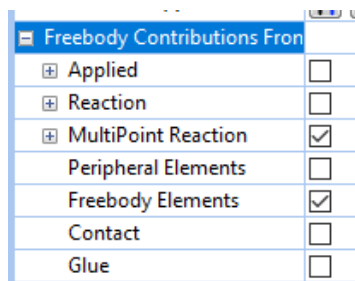 Freebody Contributions Fron
Applied
Reaction
MultiPoint Reaction
Peripheral Elements
Freebody Elements
Contact
Glue